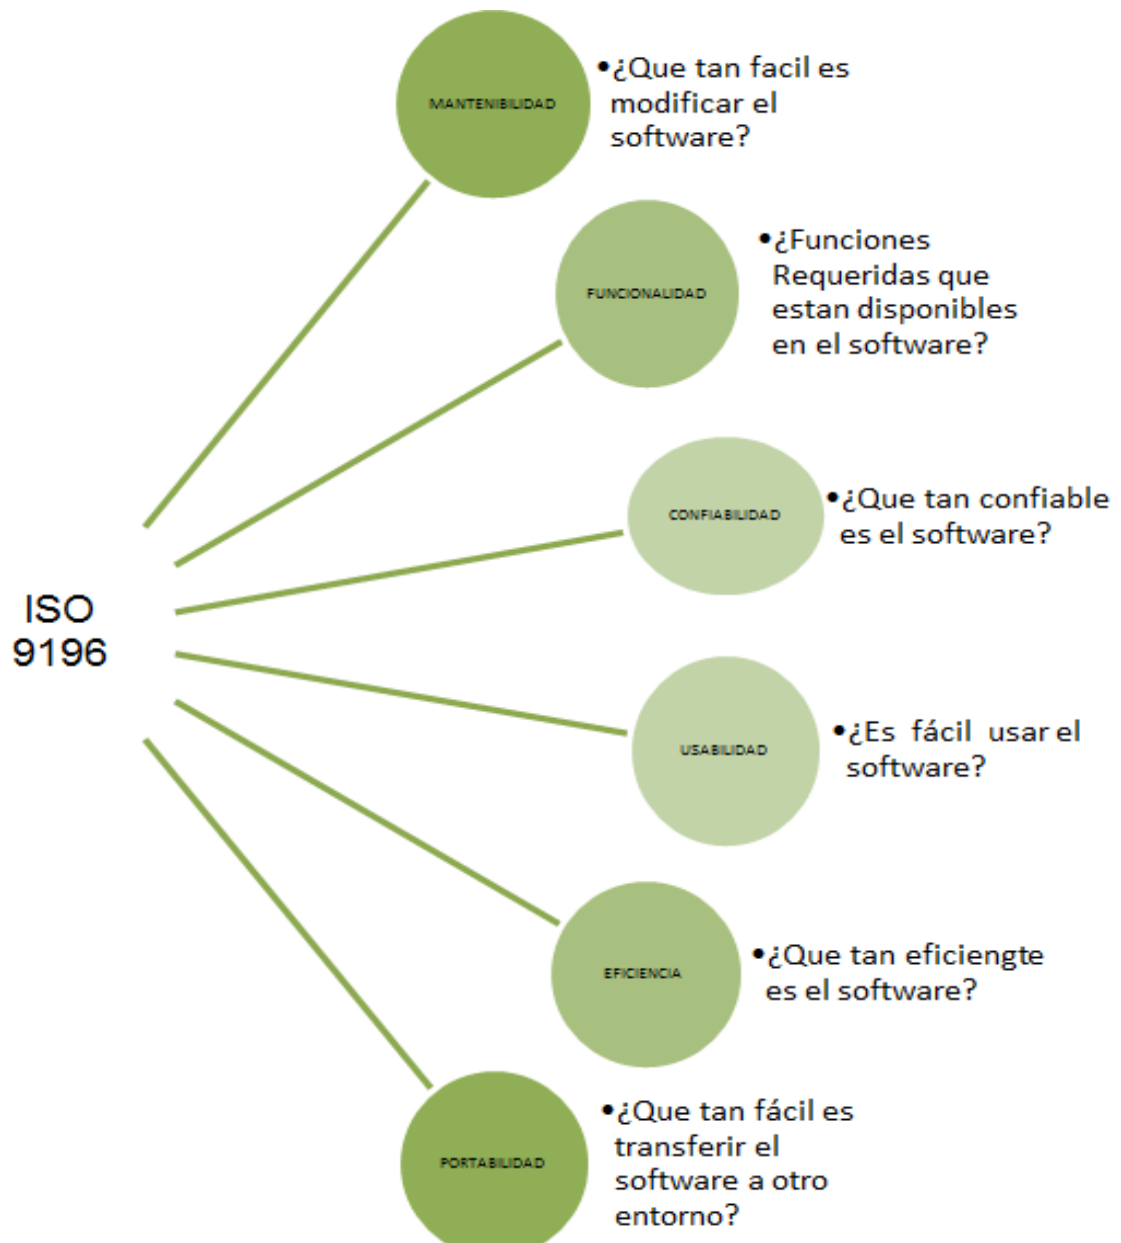 MANTENIBILIDAD
•¿Que tan facil es
modificar el
software?
FUNCIONALIDAD
•¿Funciones
Requeridas que
estan disponibles
en el software?
CONFIABILIDAD
•¿Que tan confiable
es el software?
ISO
9196
USABILIDAD
•¿Es fácil usar el
software?
EFICIENCIA
•¿Que tan eficiengte
es el software?
PORTABILIDAD
•¿Que tan fácil es
transferir el
software a otro
entorno?